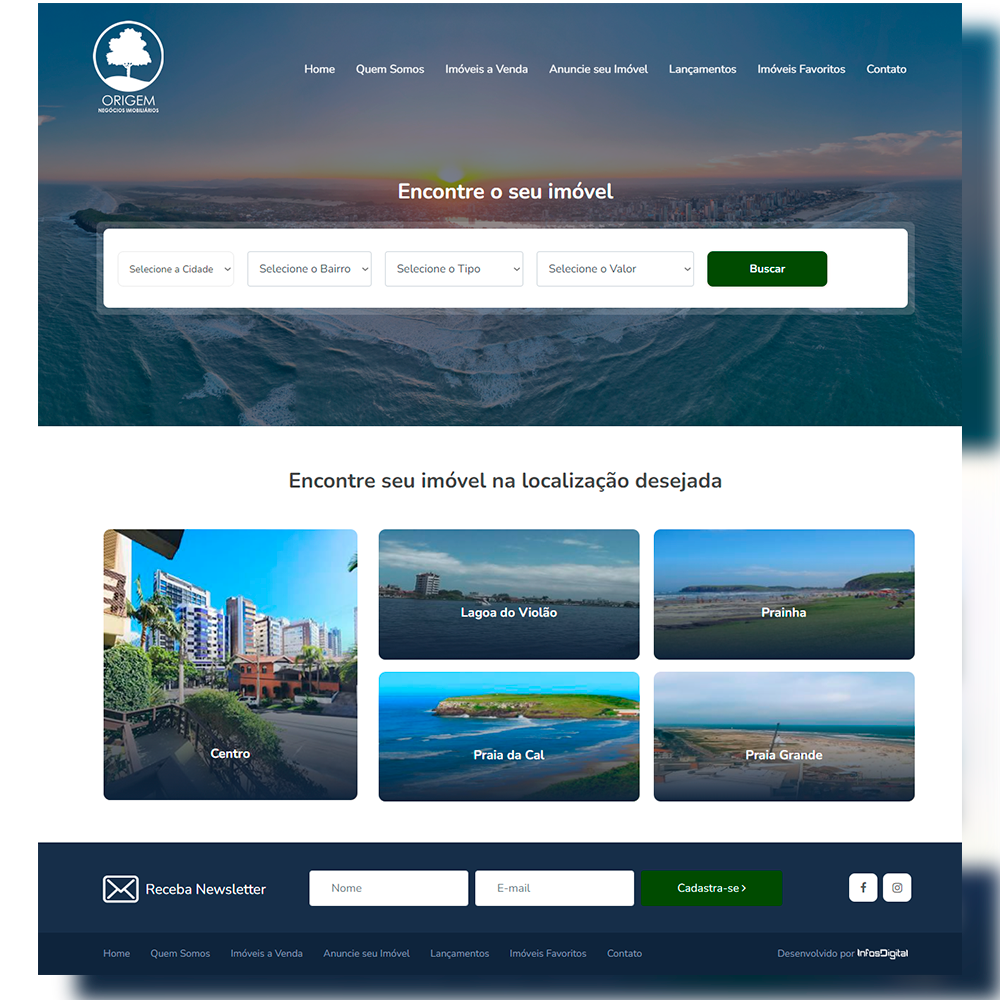 ORIGEM
NEGÓCIOS IMOBILIÁRIOS
Home Quem Somos Imóveis a Venda Anuncie seu Imóvel Lançamentos Imóveis Favoritos Contato
Encontre o seu imóvel
Selecione a Cidade Selecione o Bairro Selecione o Tipo Selecione o Valor Buscar
Encontre seu imóvel na localização desejada
Centro
Lagoa do Violão
Prainha
Praia da Cal
Praia Grande
Receba Newsletter Nome E-mail Cadastra-se
Home Quem Somos Imóveis a Venda Anuncie seu Imóvel Lançamentos Imóveis Favoritos Contato Desenvolvido por InfosDigital